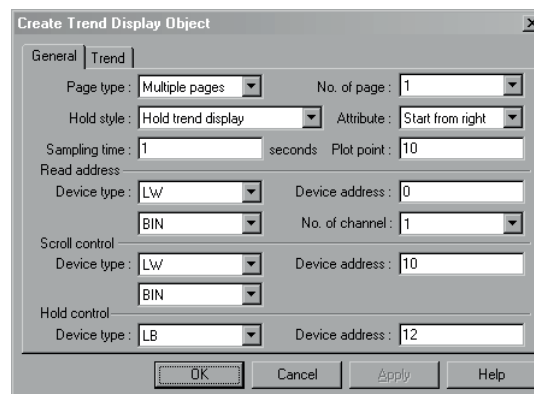 Create Trend Display Object
General Trend
Page type : Multiple pages No. of page : 1
Hold style : Hold trend display Attribute : Start from right
Sampling time : 1 seconds Plot point : 10
Read address
Device type : LW Device address : 0
BIN No. of channel : 1
Scroll control
Device type : LW Device address : 10
BIN
Hold control
Device type : LB Device address : 12
OK Cancel Apply Help